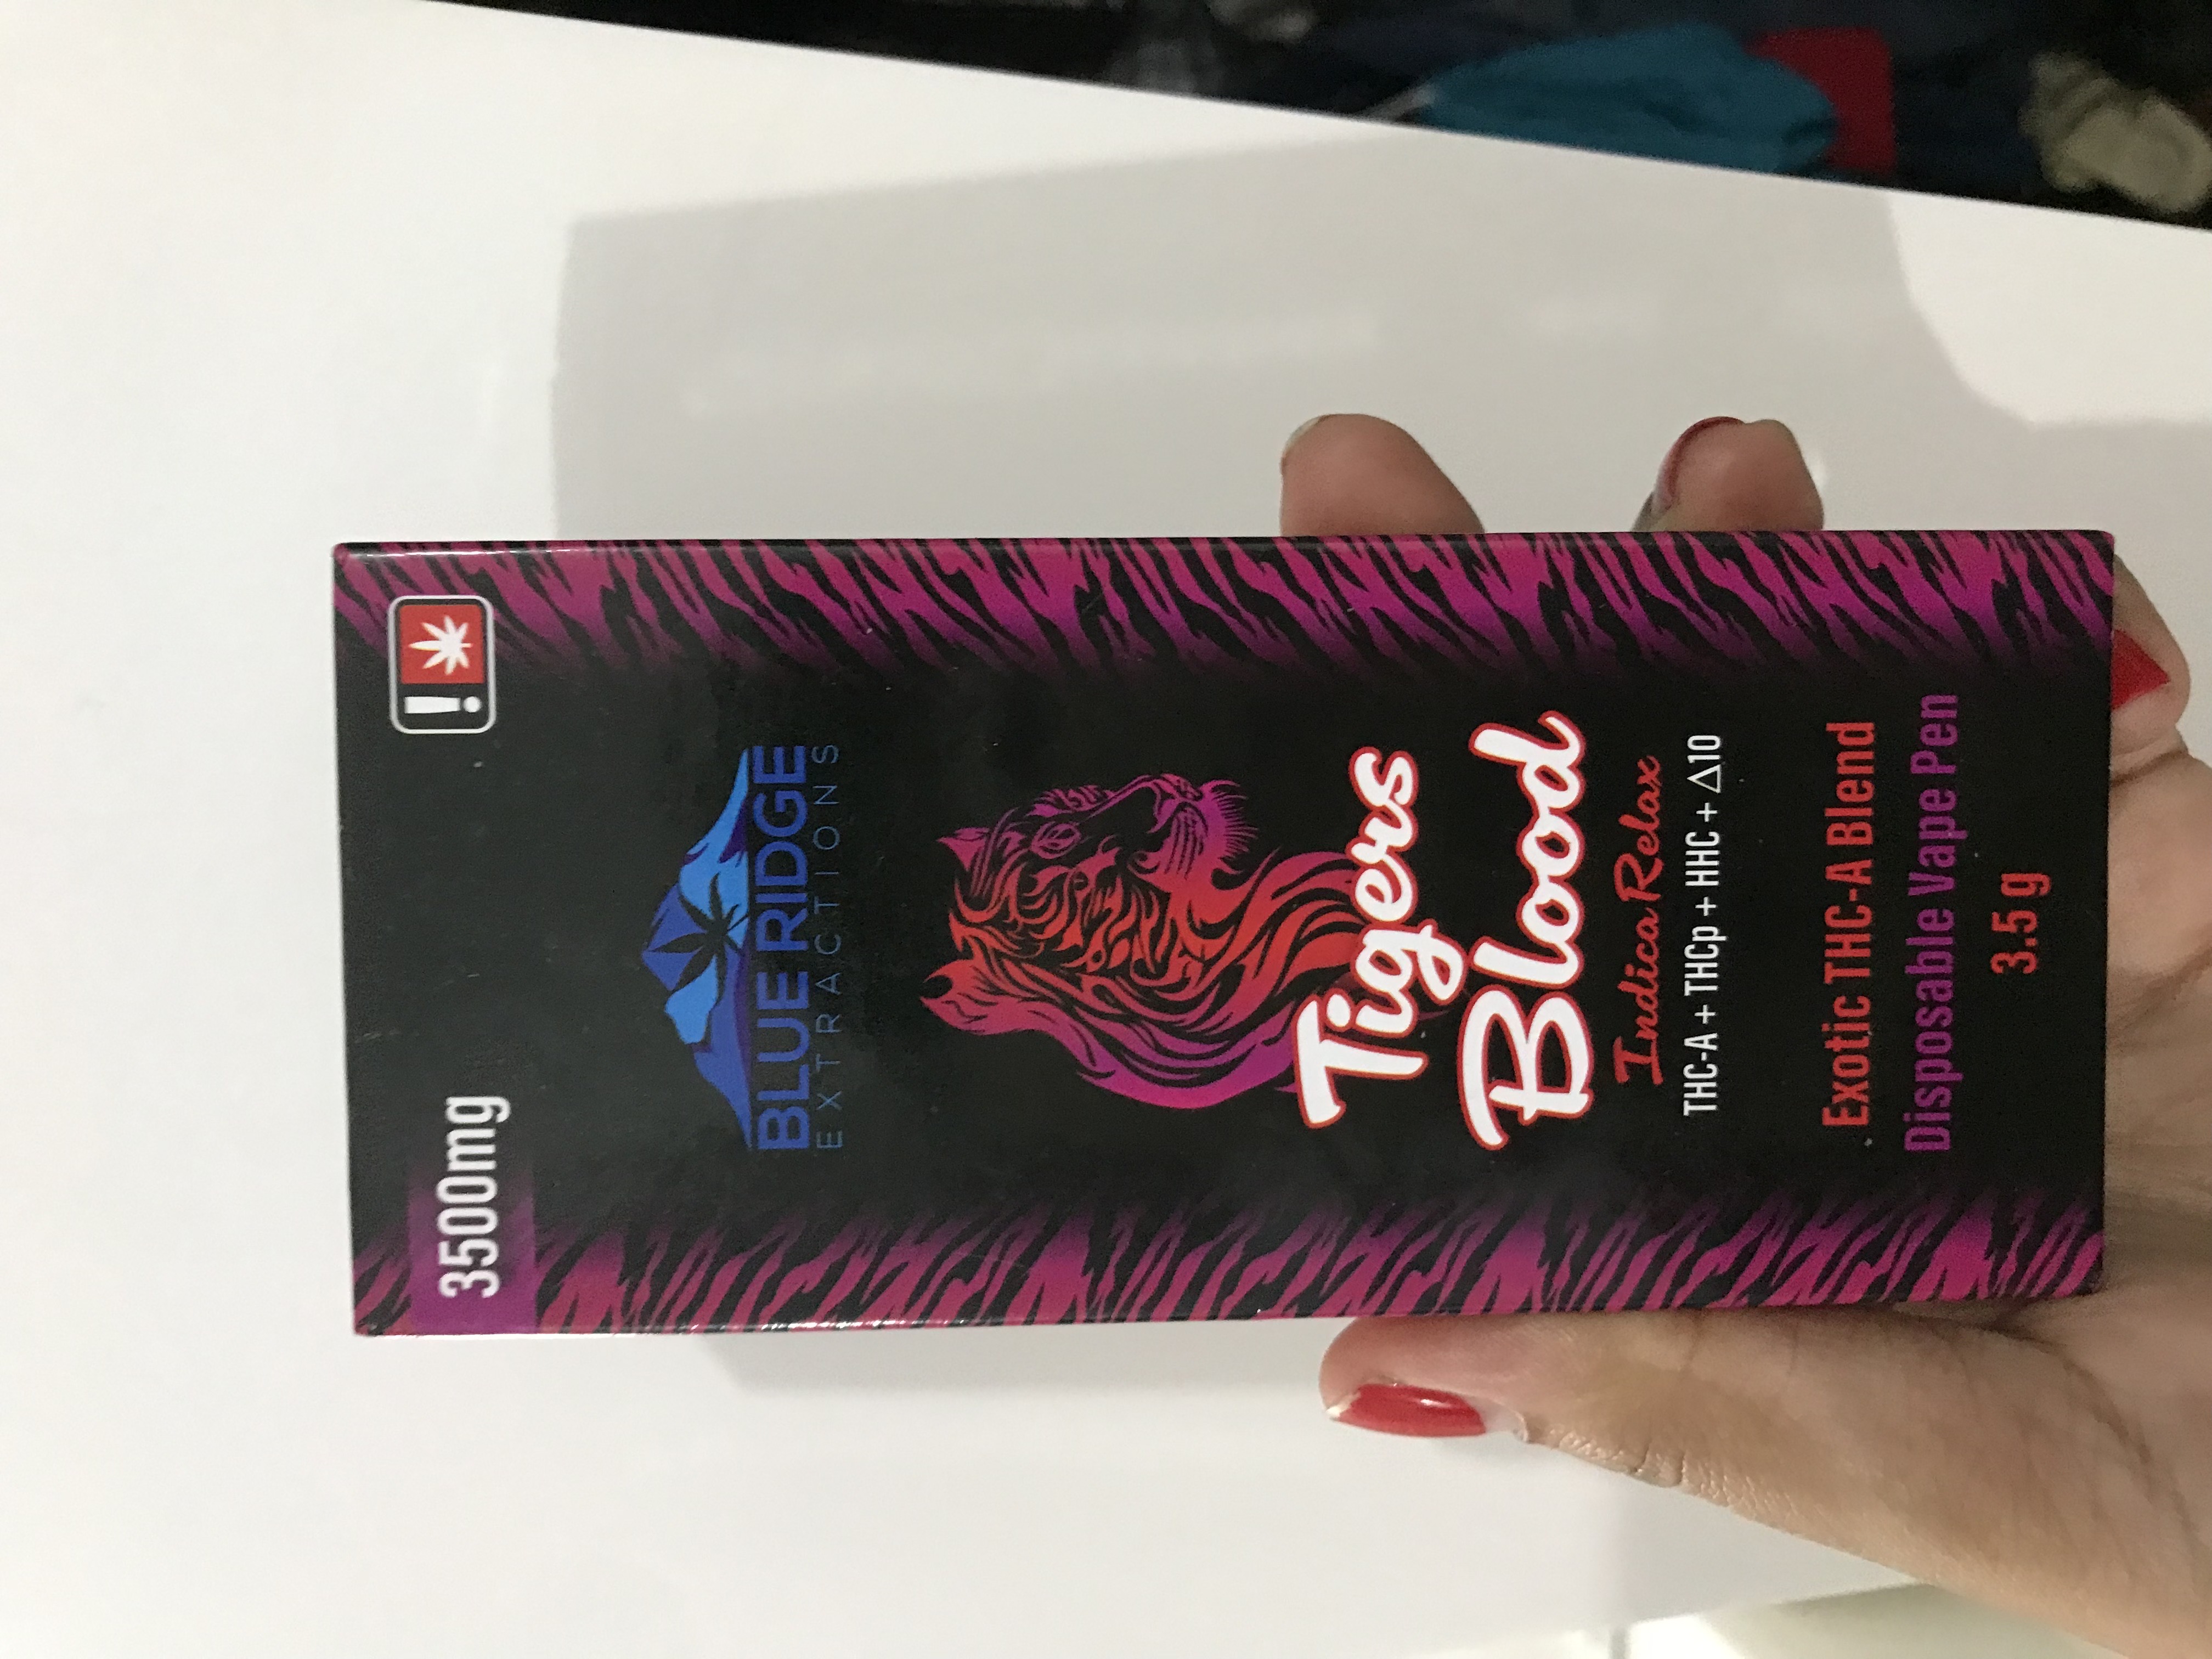 3500mg
!
BLUE RIDGE
EXTRACTIONS
Tigers
Blood
Indica Relax
THC-A + THCp + HHC + Δ10
Exotic THC-A Blend
Disposable Vape Pen
3.5 g